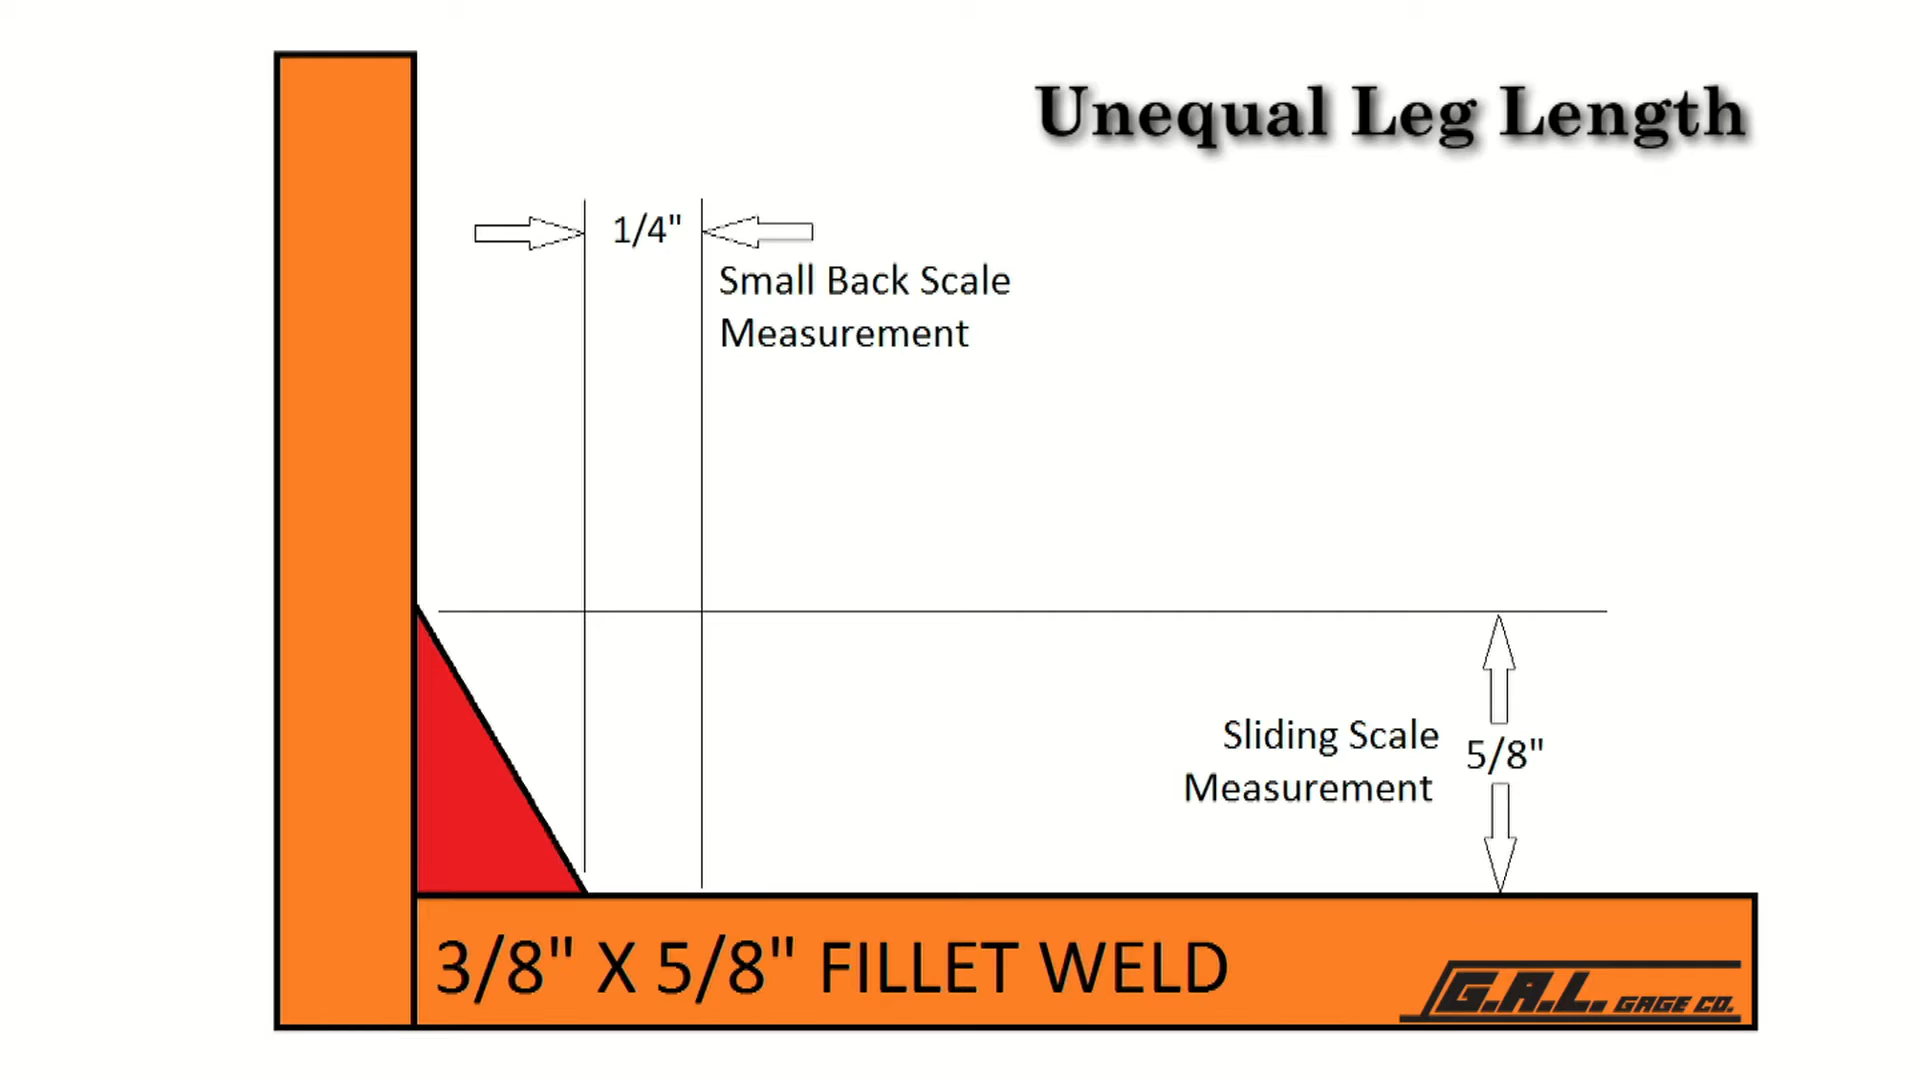 Unequal Leg Length
1/4"
Small Back Scale
Measurement
Sliding Scale
Measurement
5/8"
3/8" X 5/8" FILLET WELD
G.A.L. GAGE CO.